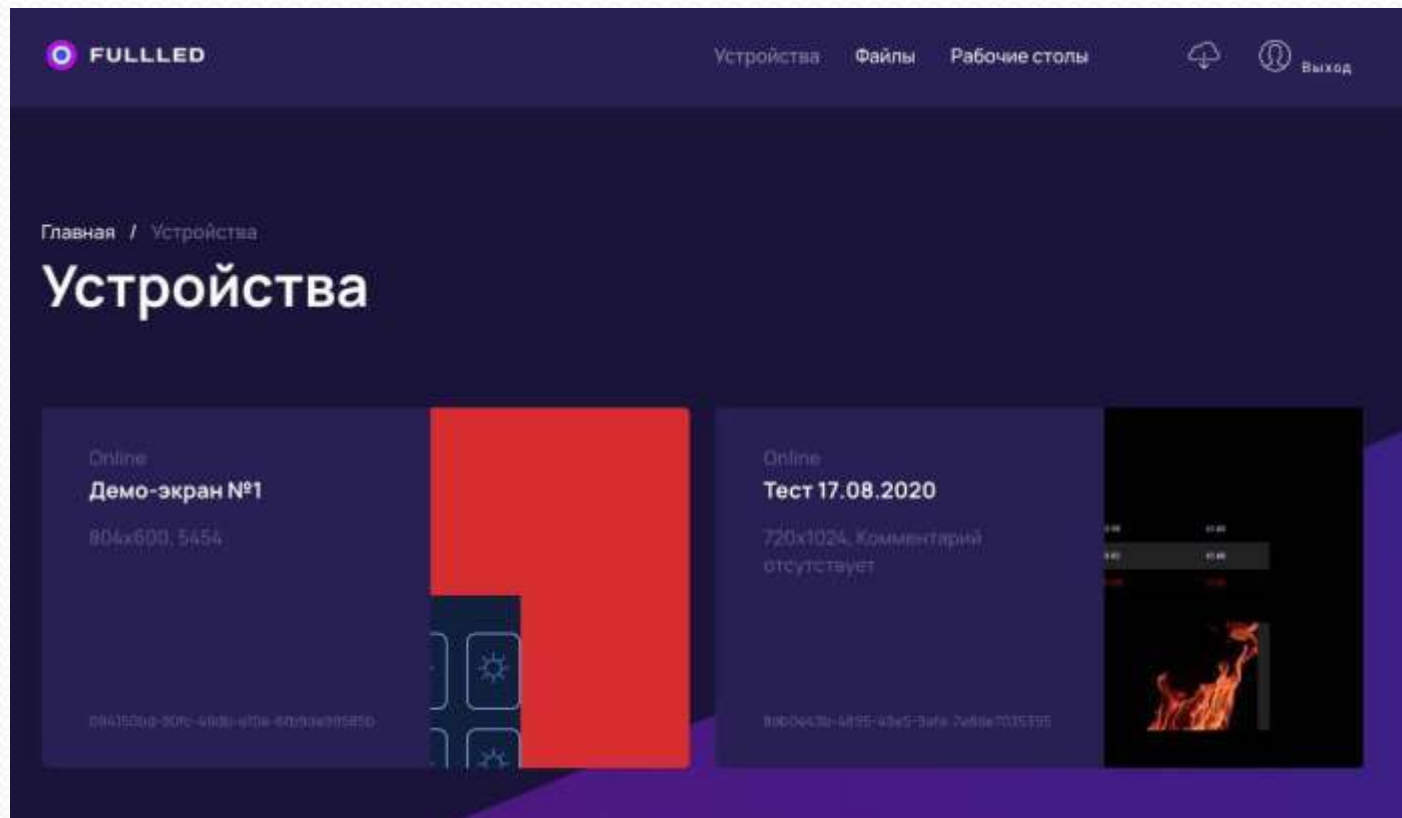 FULLLED
Устройства Файлы Рабочие столы Выход
Главная / Устройства
Устройства
Online
Демо-экран №1
804x600, 5454
Online
Тест 17.08.2020
720x1024, Комментарий
отсутствует